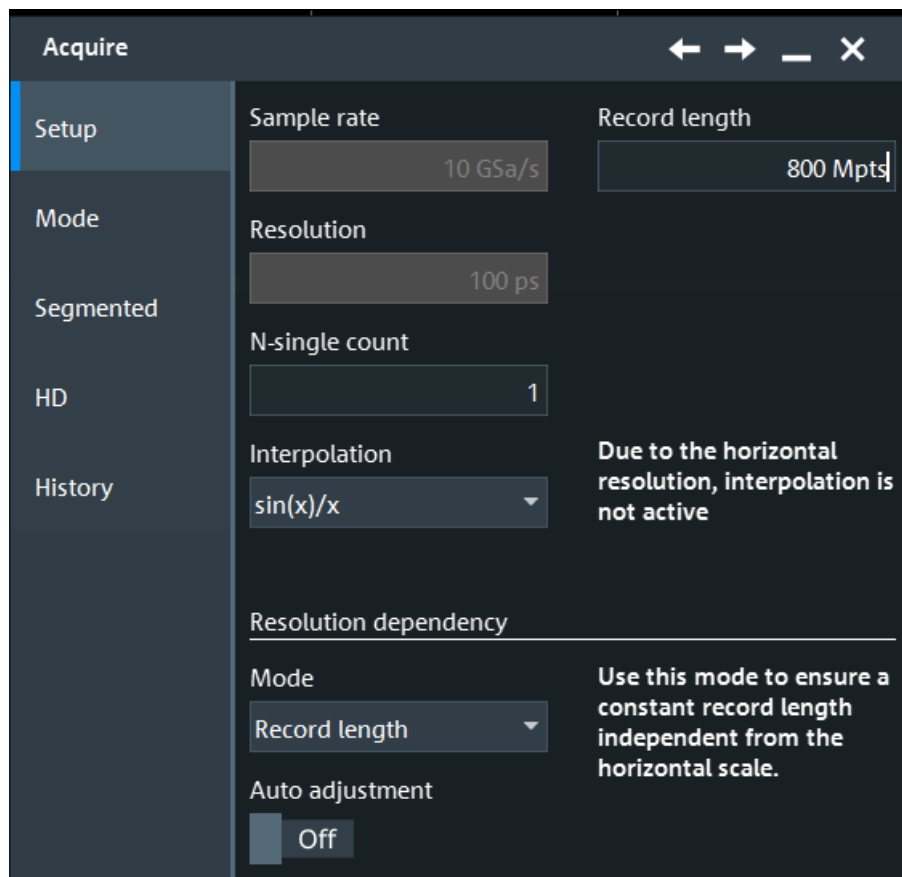 Acquire
Setup
Mode
Segmented
HD
History
Sample rate
10 GSa/s
Record length
800 Mpts
Resolution
100 ps
N-single count
1
Interpolation
sin(x)/x
Due to the horizontal
resolution, interpolation is
not active
Resolution dependency
Mode
Record length
Use this mode to ensure a
constant record length
independent from the
horizontal scale.
Auto adjustment
Off